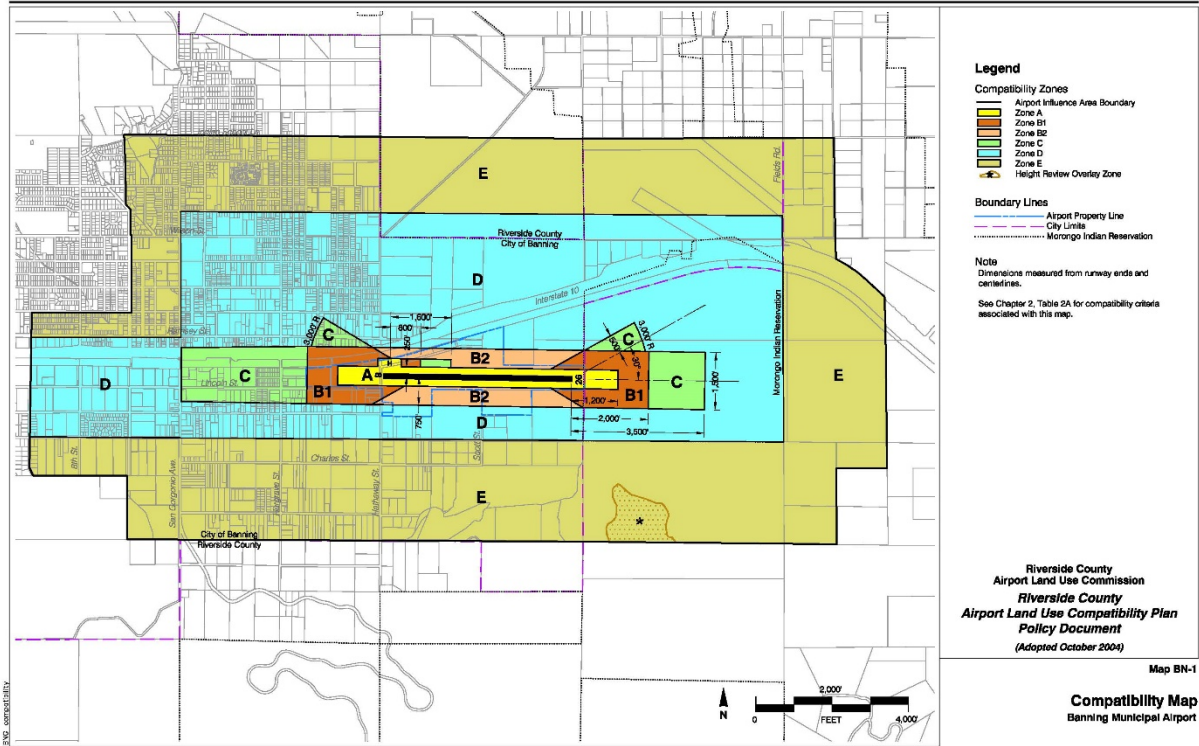 Legend
Compatibility Zones
Airport Influence Area Boundary
Zone A
Zone B1
Zone B2
Zone C
Zone D
Zone E
Height Review Overlay Zone
Boundary Lines
Airport Property Line
City Limits
Morongo Indian Reservation
Note
Dimensions measured from runway ends and
centerlines.
See Chapter 2, Table 2A for compatibility criteria
associated with this map.
Riverside County
Airport Land Use Commission
Riverside County
Airport Land Use Compatibility Plan
Policy Document
(Adopted October 2004)
Map BN-1
Compatibility Map
Banning Municipal Airport
E
Fields Rd.
Wilson St.
Riverside County
City of Banning
D
Interstate 10
Ramsey St.
1,600'
800'
250'
3,000' R
C
H
B2
C
3,000' R
500'
30°
Morongo Indian Reservation
D
C
Lincoln St.
B1
A
8
26
B1
C
1,500'
E
B2
1,200'
750'
2,000'
D
3,500'
8th St.
San Gorgonio Ave.
Hargrave St.
Charles St.
Hathaway St.
Scott St.
E
*
City of Banning
Riverside County
N
2,000'
0
FEET
4,000'